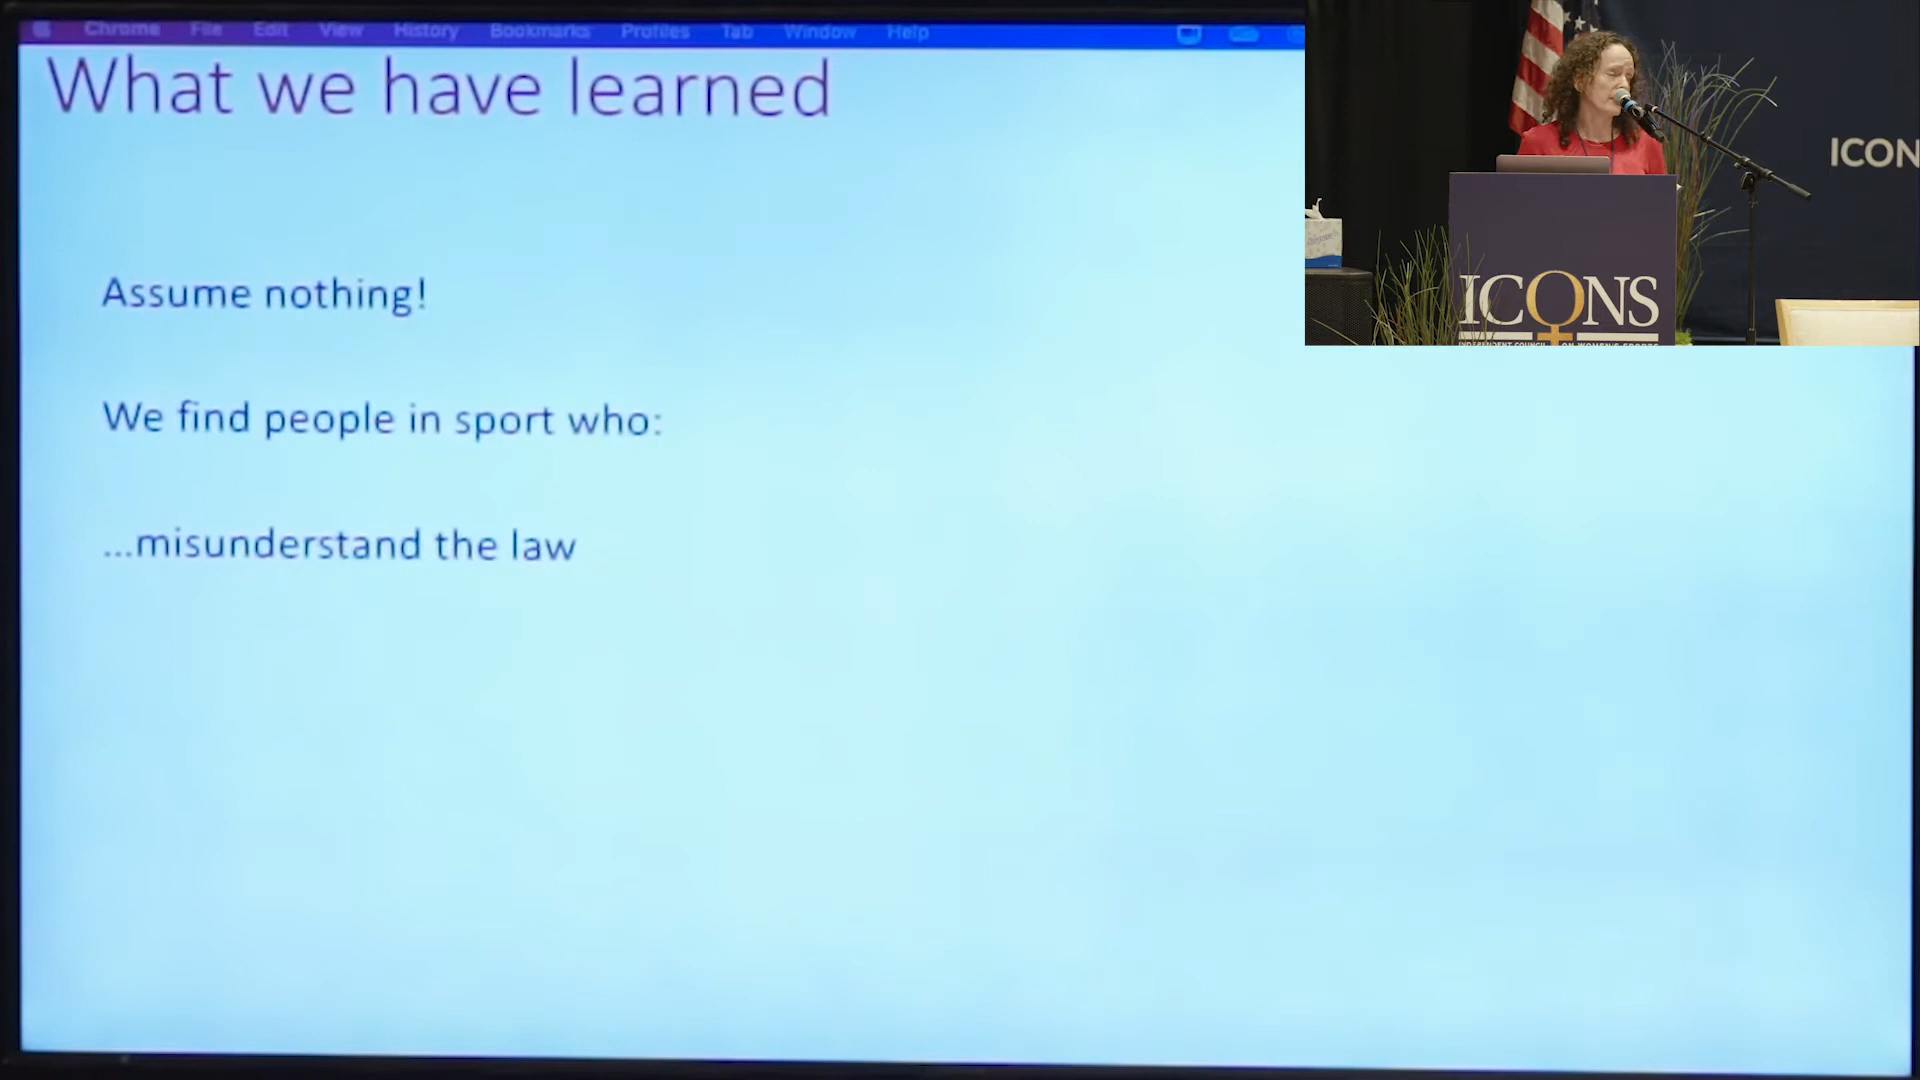 Chrome File Edit View History Bookmarks Profiles Tab Window Help
What we have learned
Assume nothing!
We find people in sport who:
...misunderstand the law
ICON
ICONS
INDEPENDENT COUNCIL ON WOMEN'S SPORTS